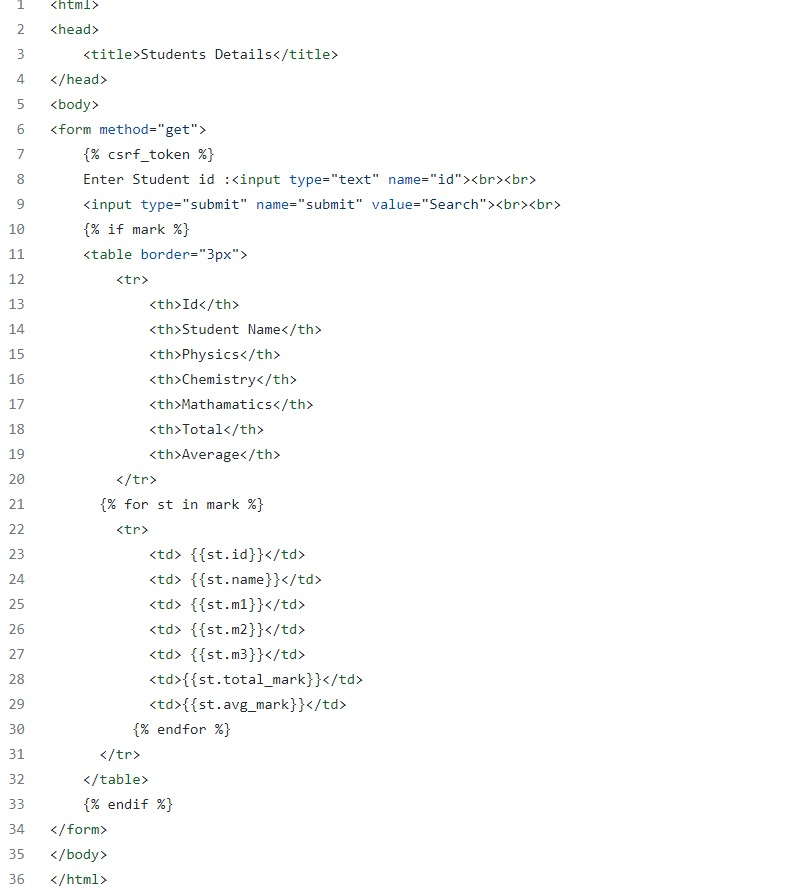 1 <html>
2 <head>
3     <title>Students Details</title>
4 </head>
5 <body>
6 <form method="get">
7     {% csrf_token %}
8     Enter Student id :<input type="text" name="id"><br><br>
9     <input type="submit" name="submit" value="Search"><br><br>
10     {% if mark %}
11     <table border="3px">
12         <tr>
13             <th>Id</th>
14             <th>Student Name</th>
15             <th>Physics</th>
16             <th>Chemistry</th>
17             <th>Mathamatics</th>
18             <th>Total</th>
19             <th>Average</th>
20         </tr>
21       {% for st in mark %}
22         <tr>
23             <td> {{st.id}}</td>
24             <td> {{st.name}}</td>
25             <td> {{st.m1}}</td>
26             <td> {{st.m2}}</td>
27             <td> {{st.m3}}</td>
28             <td>{{st.total_mark}}</td>
29             <td>{{st.avg_mark}}</td>
30           {% endfor %}
31       </tr>
32     </table>
33     {% endif %}
34 </form>
35 </body>
36 </html>